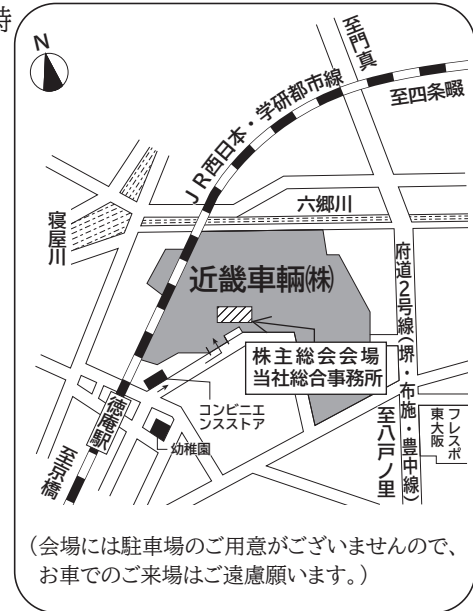 時
N
至門真
至四条畷
JR西日本・学研都市線
六郷川
寝屋川
近畿車輛㈱
府道2号線(堺・布施・豊中線)
株主総会会場
当社総合事務所
コンビニエ
ンスストア
徳庵駅
幼稚園
至京橋
至八戸ノ里
フレスポ
東大阪
(会場には駐車場のご用意がございませんので、
お車でのご来場はご遠慮願います。)